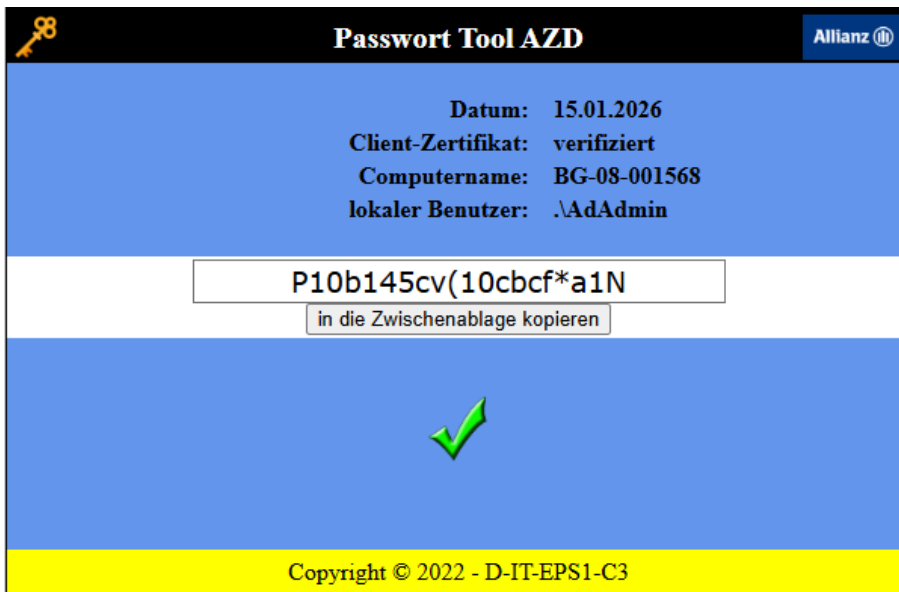 Passwort Tool AZD
Allianz
Datum: 15.01.2026
Client-Zertifikat: verifiziert
Computername: BG-08-001568
lokaler Benutzer: .\AdAdmin
P10b145cv(10cbcf*a1N
in die Zwischenablage kopieren
Copyright © 2022 - D-IT-EPS1-C3